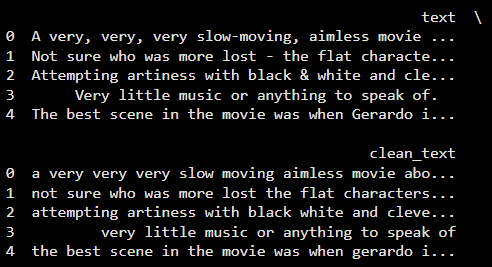 text \
0 A very, very, very slow-moving, aimless movie ...
1 Not sure who was more lost - the flat characte...
2 Attempting artiness with black & white and cle...
3 Very little music or anything to speak of.
4 The best scene in the movie was when Gerardo i...
clean_text
0 a very very very slow moving aimless movie abo...
1 not sure who was more lost the flat characters...
2 attempting artiness with black white and cleve...
3 very little music or anything to speak of
4 the best scene in the movie was when gerardo i...